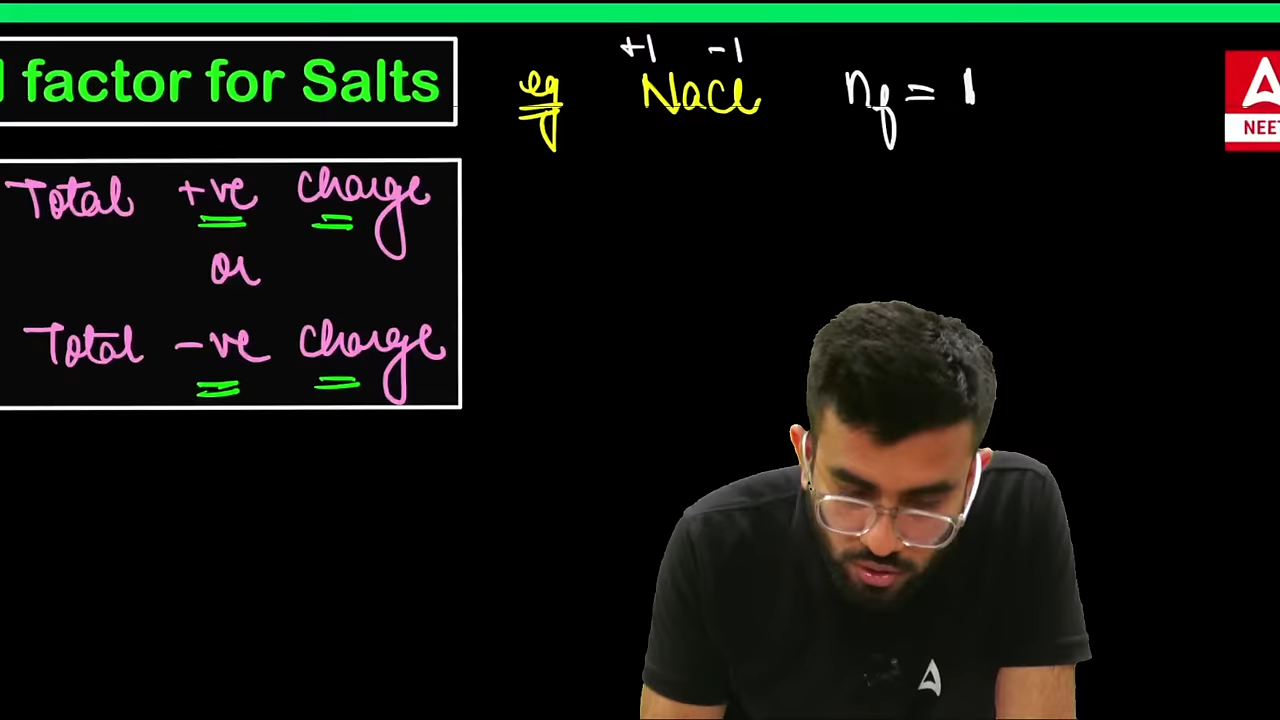 factor for Salts
eg NaCl nf = 1
+1 -1
Total +ve charge
or
Total -ve charge
NEET